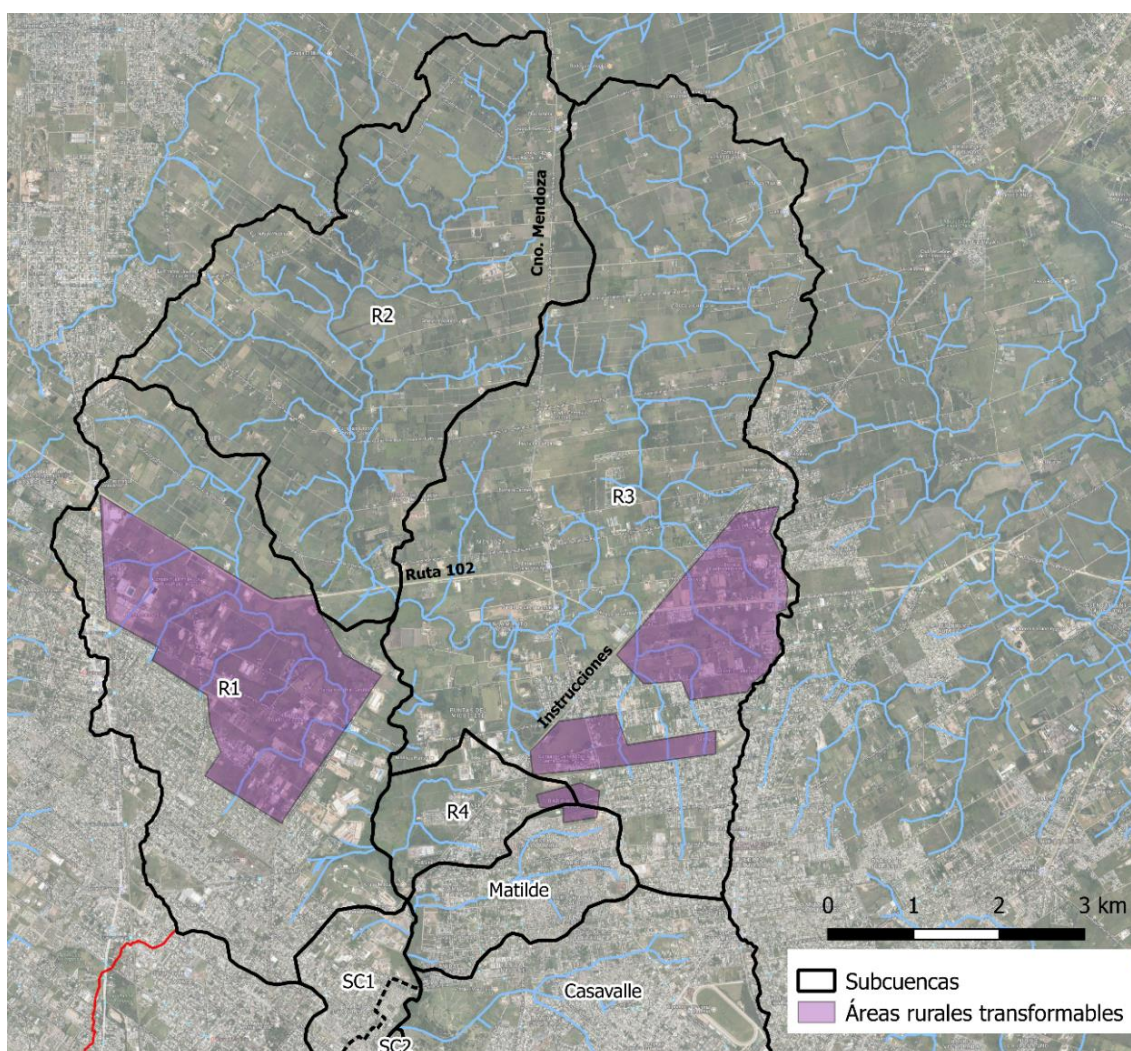 Cno. Mendoza
R2
R3
Ruta 102
R1
Instrucciones
R4
Matilde
SC1
Casavalle
SC2
0 1 2 3 km
Subcuencas
Áreas rurales transformables